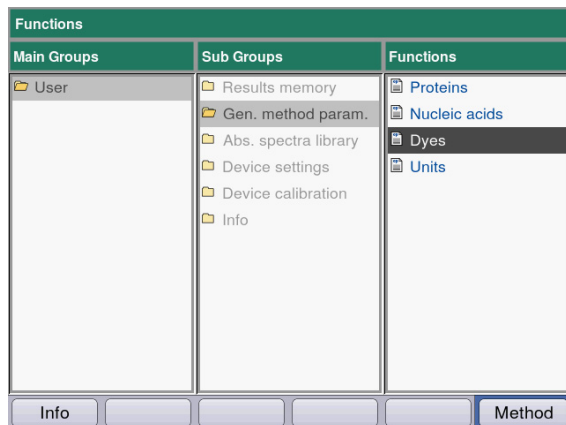 Functions
Main Groups
Sub Groups
Functions
User
Results memory
Gen. method param.
Abs. spectra library
Device settings
Device calibration
Info
Proteins
Nucleic acids
Dyes
Units
Info
Method